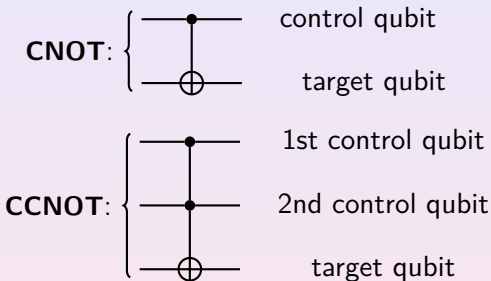 control qubit
CNOT:
target qubit
1st control qubit
CCNOT:
2nd control qubit
target qubit